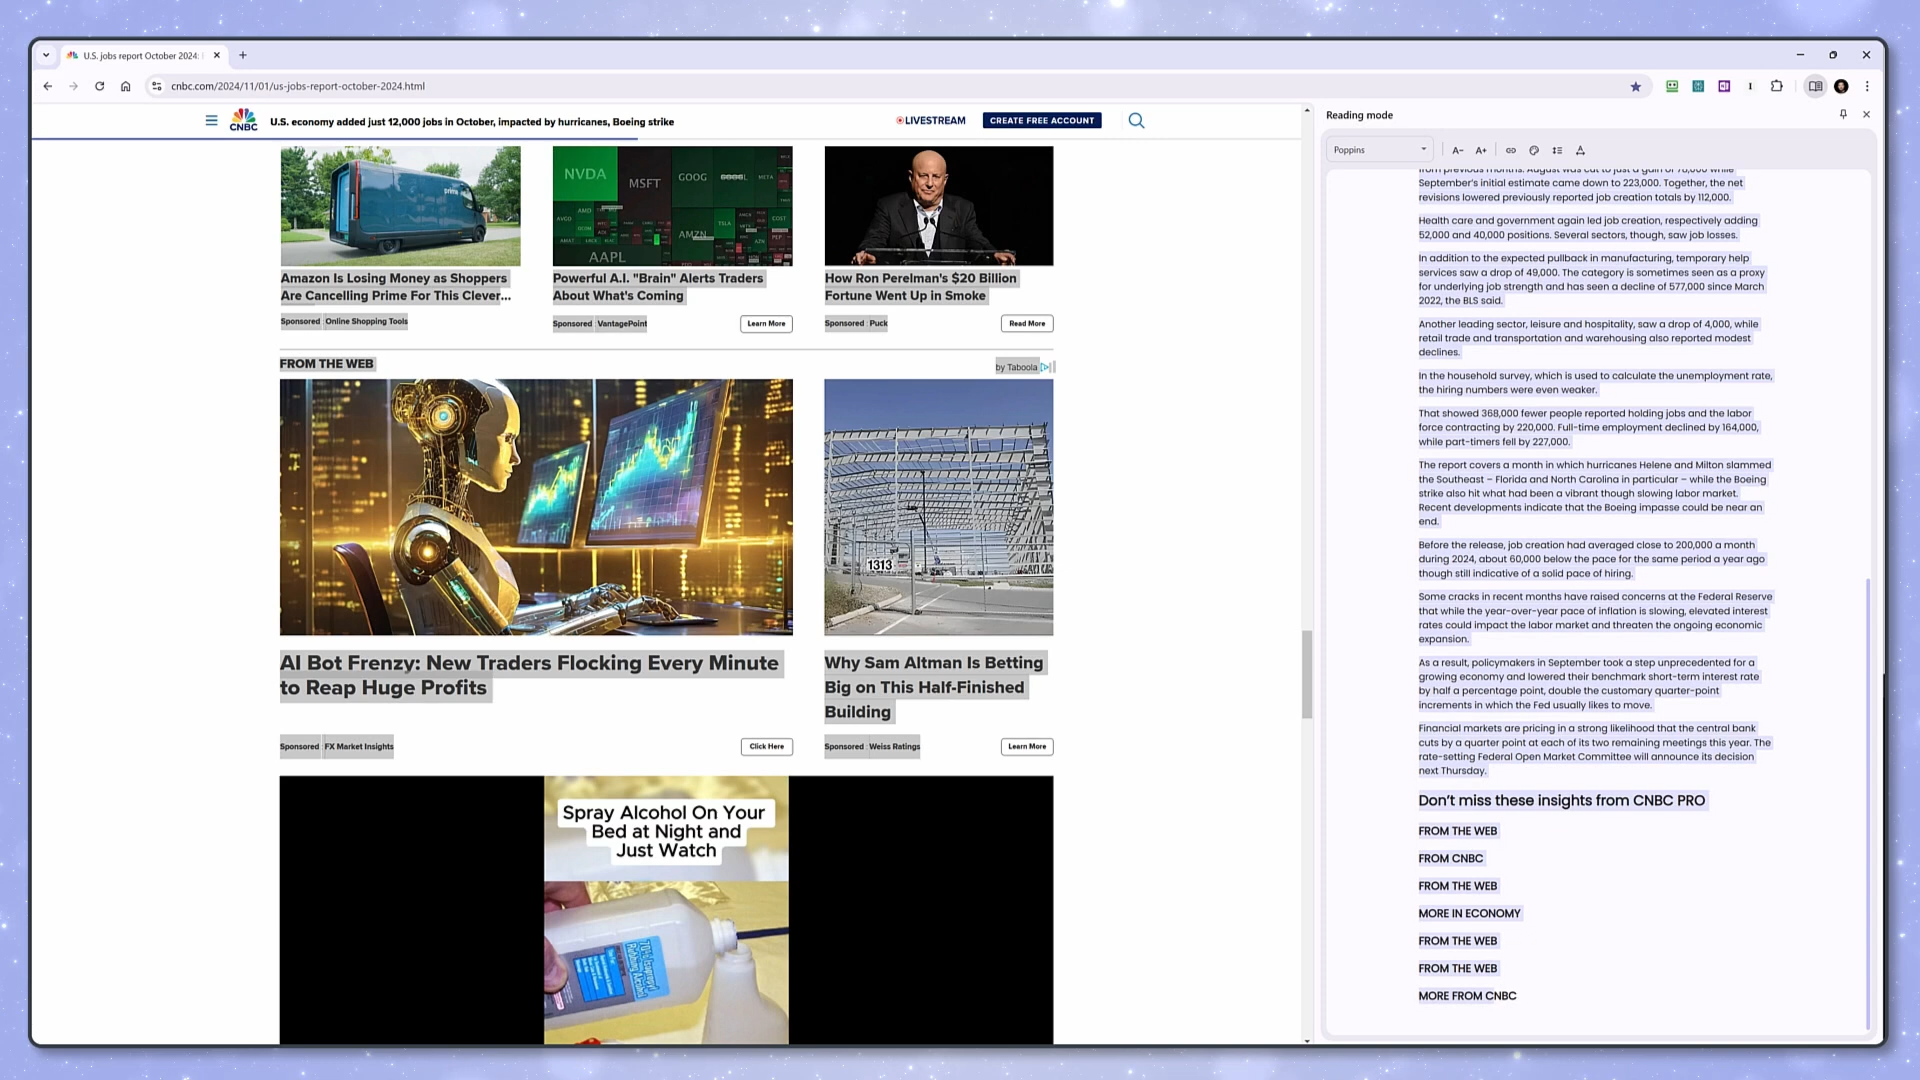 U.S. jobs report October 2024:
cnbc.com/2024/11/01/us-jobs-report-october-2024.html
CNBC
U.S. economy added just 12,000 jobs in October, impacted by hurricanes, Boeing strike
LIVESTREAM
CREATE FREE ACCOUNT
prime
NVDA
MSFT
GOOG
META
AVGO
AMD
TSLA
COST
AMZN
AAPL
Amazon Is Losing Money as Shoppers
Are Cancelling Prime For This Clever...
Sponsored Online Shopping Tools
Powerful A.I. "Brain" Alerts Traders
About What's Coming
Sponsored VantagePoint
Learn More
How Ron Perelman's $20 Billion
Fortune Went Up in Smoke
Sponsored Puck
Read More
FROM THE WEB
by Taboola
1313
AI Bot Frenzy: New Traders Flocking Every Minute
to Reap Huge Profits
Sponsored FX Market Insights
Click Here
Why Sam Altman Is Betting
Big on This Half-Finished
Building
Sponsored Weiss Ratings
Learn More
Spray Alcohol On Your
Bed at Night and
Just Watch
Reading mode
Poppins
A-
A+
from previous months. August was cut to just a gain of 78,000 while
September's initial estimate came down to 223,000. Together, the net
revisions lowered previously reported job creation totals by 112,000.
Health care and government again led job creation, respectively adding
52,000 and 40,000 positions. Several sectors, though, saw job losses.
In addition to the expected pullback in manufacturing, temporary help
services saw a drop of 49,000. The category is sometimes seen as a proxy
for underlying job strength and has seen a decline of 577,000 since March
2022, the BLS said.
Another leading sector, leisure and hospitality, saw a drop of 4,000, while
retail trade and transportation and warehousing also reported modest
declines.
In the household survey, which is used to calculate the unemployment rate,
the hiring numbers were even weaker.
That showed 368,000 fewer people reported holding jobs and the labor
force contracting by 220,000. Full-time employment declined by 164,000,
while part-timers fell by 227,000.
The report covers a month in which hurricanes Helene and Milton slammed
the Southeast – Florida and North Carolina in particular – while the Boeing
strike also hit what had been a vibrant though slowing labor market.
Recent developments indicate that the Boeing impasse could be near an
end.
Before the release, job creation had averaged close to 200,000 a month
during 2024, about 60,000 below the pace for the same period a year ago
though still indicative of a solid pace of hiring.
Some cracks in recent months have raised concerns at the Federal Reserve
that while the year-over-year pace of inflation is slowing, elevated interest
rates could impact the labor market and threaten the ongoing economic
expansion.
As a result, policymakers in September took a step unprecedented for a
growing economy and lowered their benchmark short-term interest rate
by half a percentage point, double the customary quarter-point
increments in which the Fed usually likes to move.
Financial markets are pricing in a strong likelihood that the central bank
cuts by a quarter point at each of its two remaining meetings this year. The
rate-setting Federal Open Market Committee will announce its decision
next Thursday.
Don't miss these insights from CNBC PRO
FROM THE WEB
FROM CNBC
FROM THE WEB
MORE IN ECONOMY
FROM THE WEB
FROM THE WEB
MORE FROM CNBC